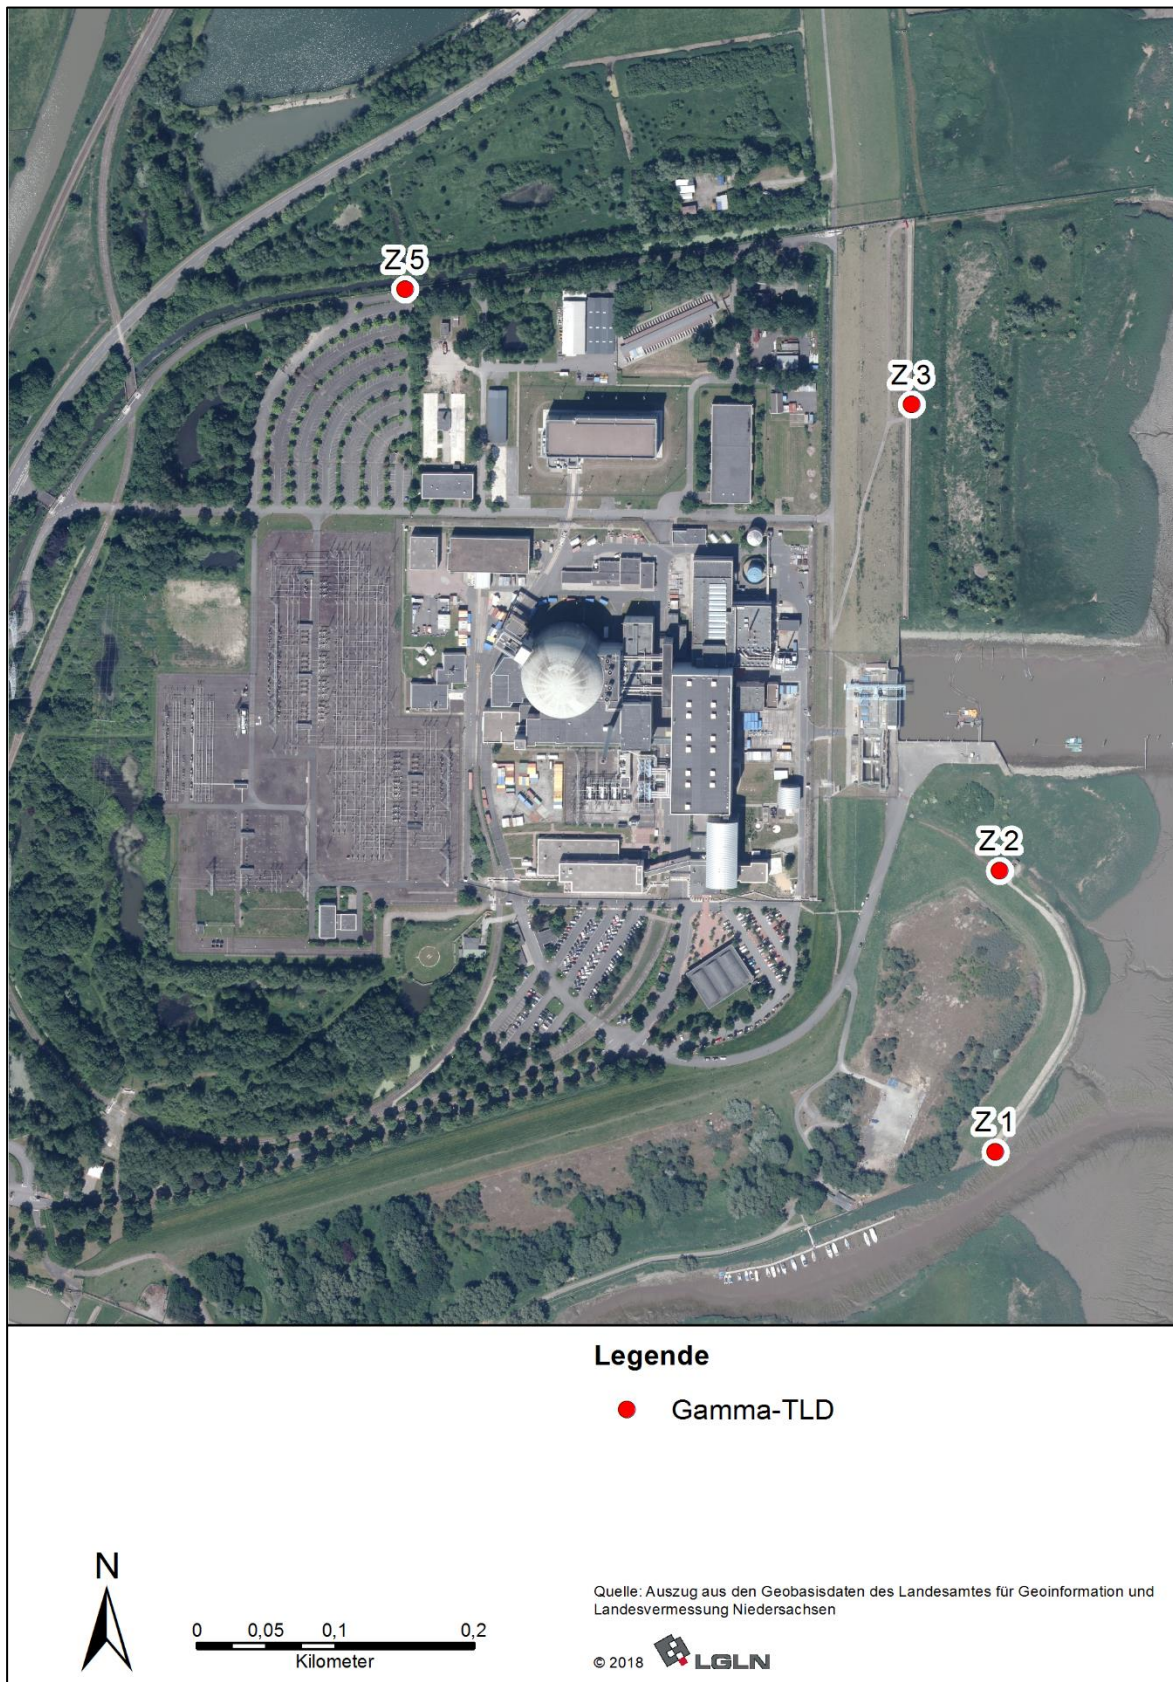 Z 5
Z 3
Z 2
Z 1
Legende
Gamma-TLD
N
0 0,05 0,1 0,2
Kilometer
Quelle: Auszug aus den Geobasisdaten des Landesamtes für Geoinformation und
Landesvermessung Niedersachsen
© 2018 LGLN